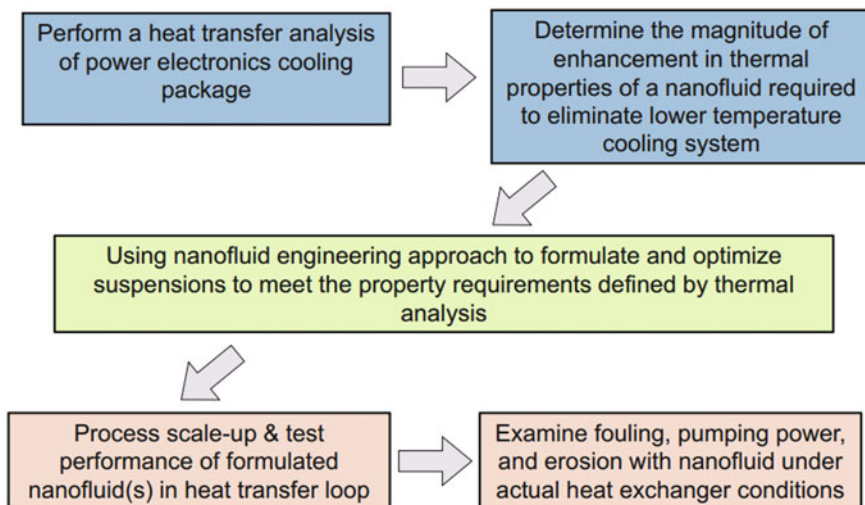 Perform a heat transfer analysis
of power electronics cooling
package
Determine the magnitude of
enhancement in thermal
properties of a nanofluid required
to eliminate lower temperature
cooling system
Using nanofluid engineering approach to formulate and optimize
suspensions to meet the property requirements defined by thermal
analysis
Process scale-up & test
performance of formulated
nanofluid(s) in heat transfer loop
Examine fouling, pumping power,
and erosion with nanofluid under
actual heat exchanger conditions